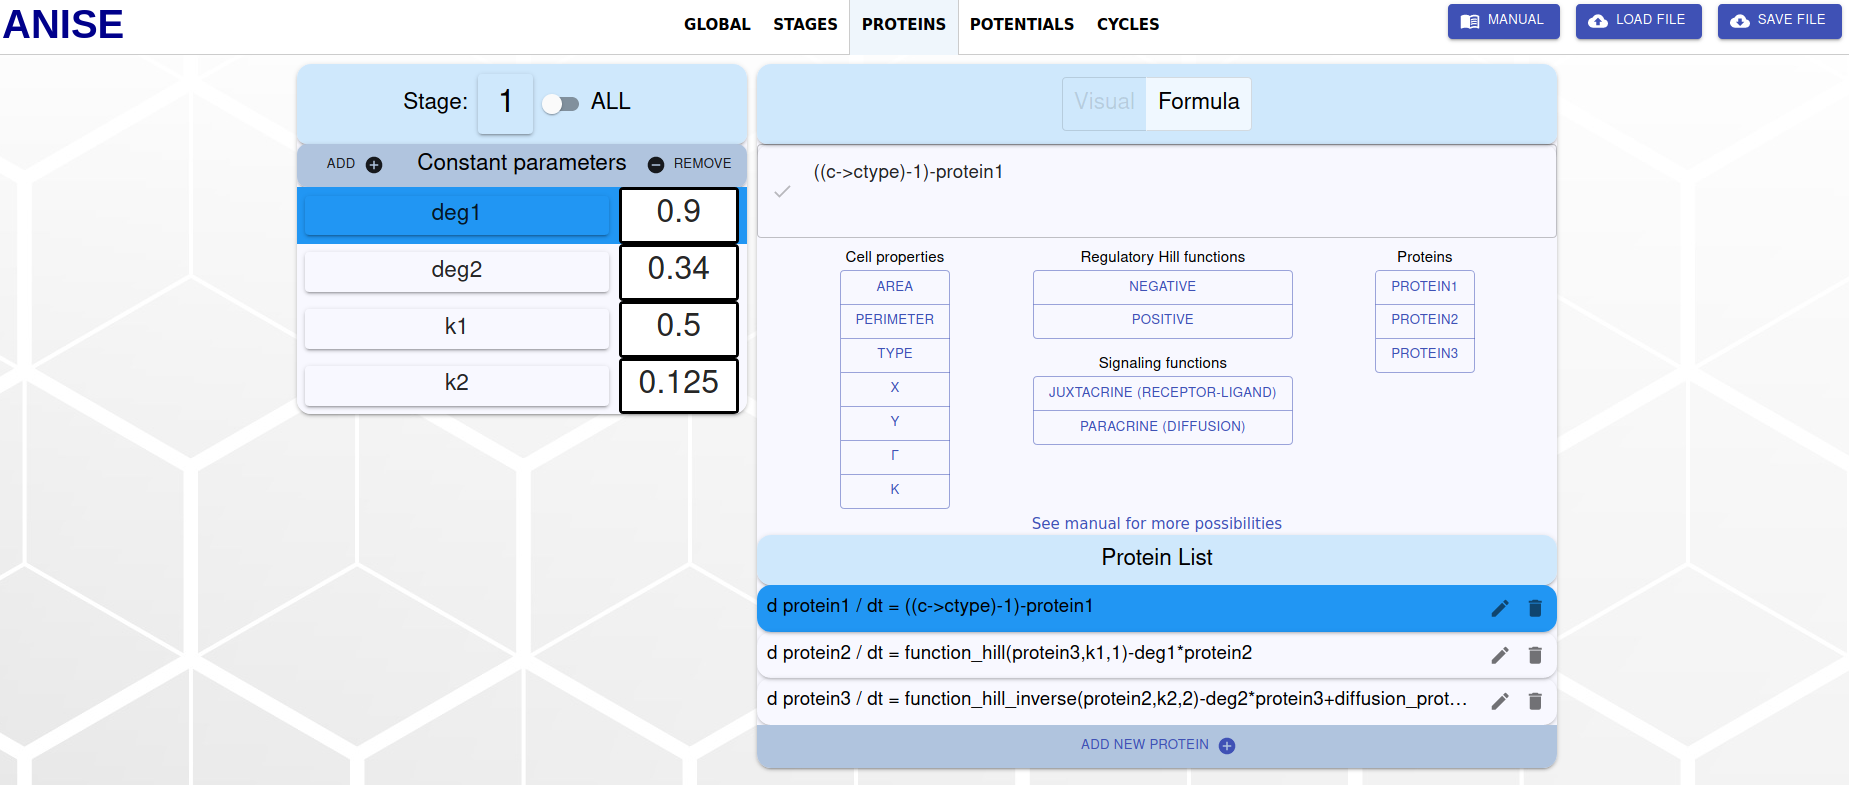 ANISE
GLOBAL STAGES PROTEINS POTENTIALS CYCLES
MANUAL LOAD FILE SAVE FILE
Stage: 1 ALL
ADD Constant parameters REMOVE
deg1 0.9
deg2 0.34
k1 0.5
k2 0.125
Visual Formula
((c->ctype)-1)-protein1
Cell properties
AREA
PERIMETER
TYPE
X
Y
Γ
K
Regulatory Hill functions
NEGATIVE
POSITIVE
Signaling functions
JUXTACRINE (RECEPTOR-LIGAND)
PARACRINE (DIFFUSION)
Proteins
PROTEIN1
PROTEIN2
PROTEIN3
See manual for more possibilities
Protein List
d protein1 / dt = ((c->ctype)-1)-protein1
d protein2 / dt = function_hill(protein3,k1,1)-deg1*protein2
d protein3 / dt = function_hill_inverse(protein2,k2,2)-deg2*protein3+diffusion_prot...
ADD NEW PROTEIN